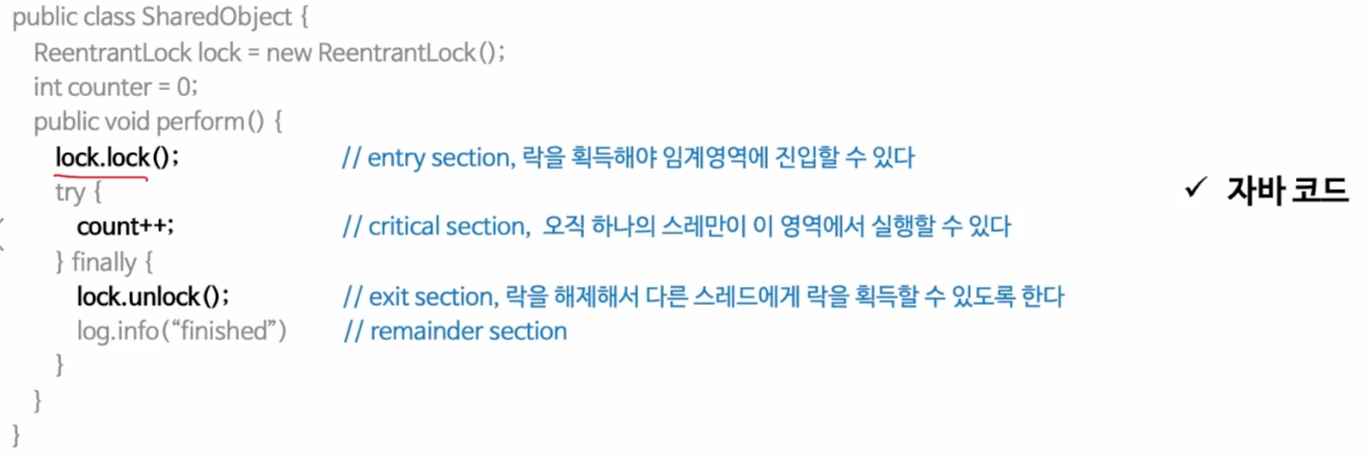 public class SharedObject {
ReentrantLock lock = new ReentrantLock();
int counter = 0;
public void perform() {
lock.lock(); // entry section, 락을 획득해야 임계영역에 진입할 수 있다
try {
✓ 자바 코드
count++; // critical section, 오직 하나의 스레만이 이 영역에서 실행할 수 있다
} finally {
lock.unlock(); // exit section, 락을 해제해서 다른 스레드에게 락을 획득할 수 있도록 한다
log.info(“finished”) // remainder section
}
}
}